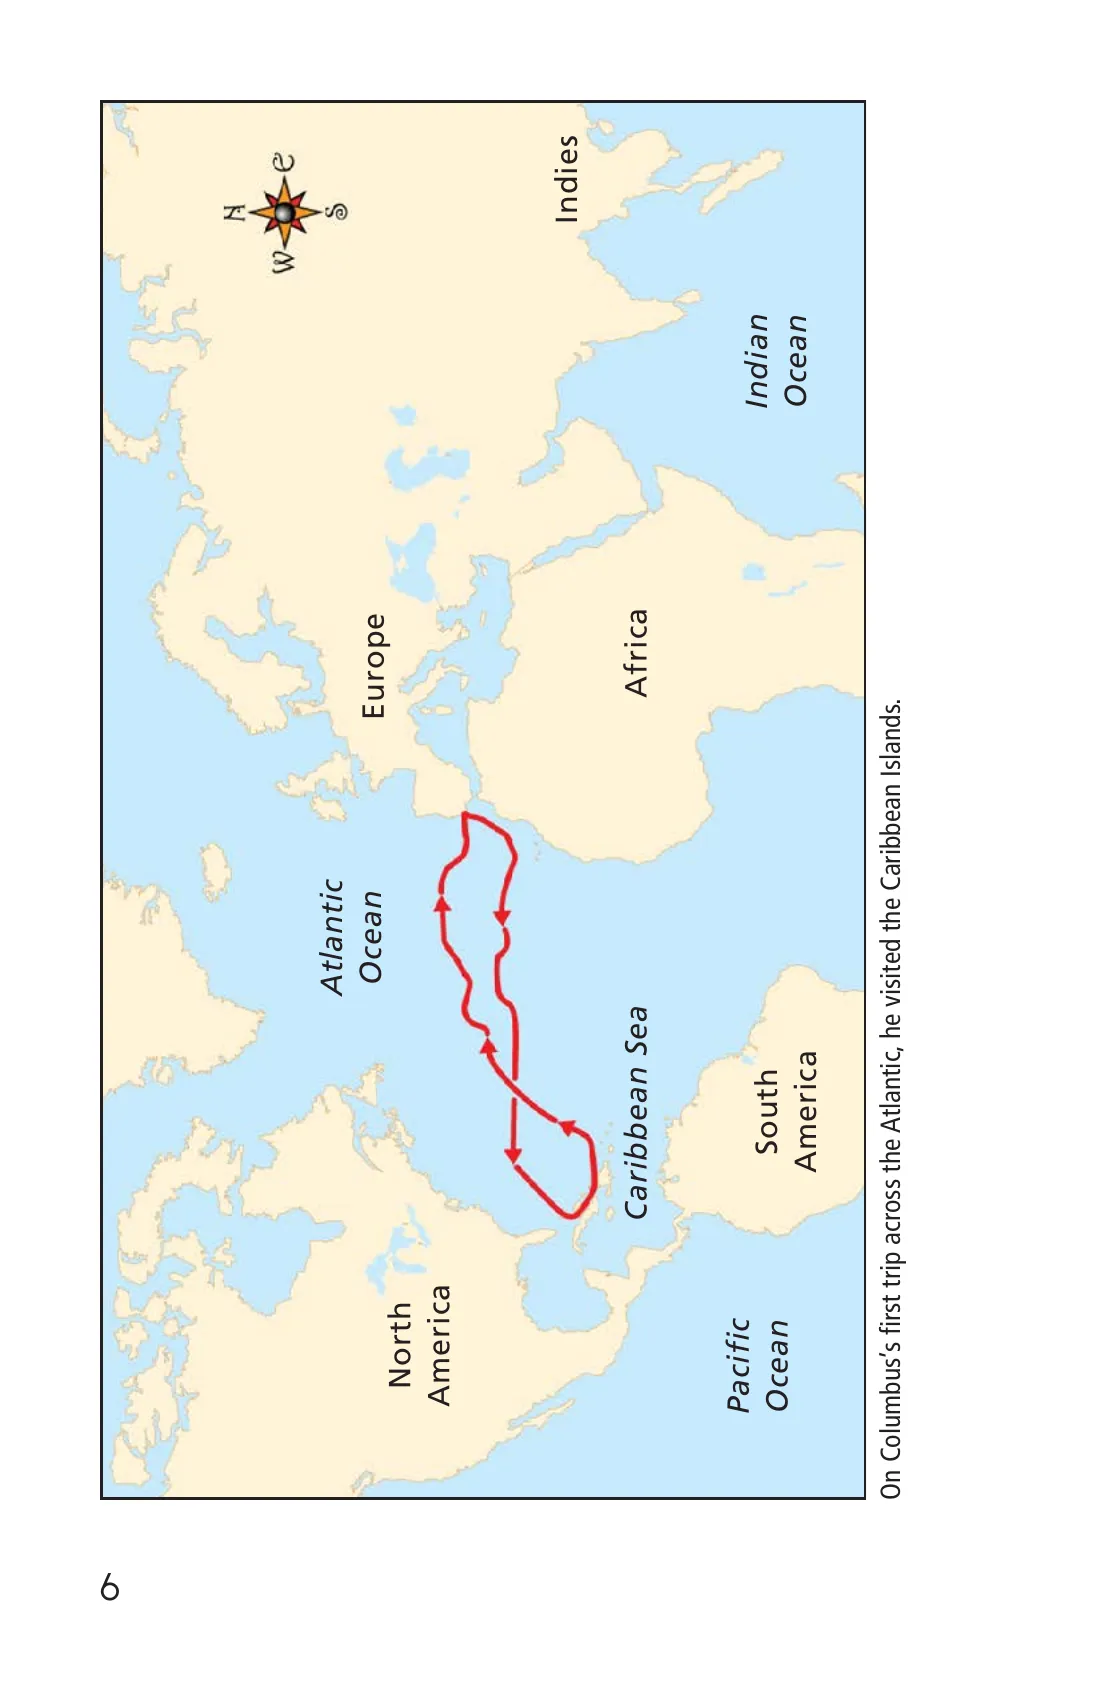 N
W
e
S
Atlantic
Ocean
Europe
North
America
Indies
Africa
Caribbean Sea
Pacific
Ocean
South
America
Indian
Ocean
On Columbus’s first trip across the Atlantic, he visited the Caribbean Islands.
6